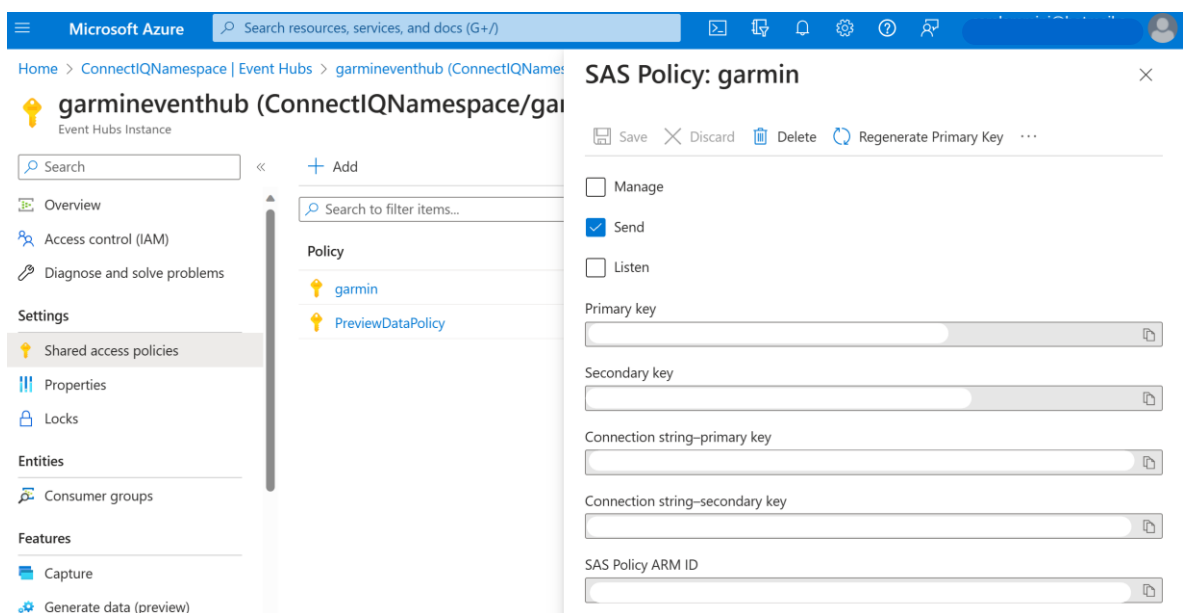 Microsoft Azure
Search resources, services, and docs (G+/)
Home > ConnectIQNamespace | Event Hubs > garmineventhub (ConnectIQNames
garmineventhub (ConnectIQNamespace/gar
Event Hubs Instance
Search
«
Overview
Access control (IAM)
Diagnose and solve problems
Settings
Shared access policies
Properties
Locks
Entities
Consumer groups
Features
Capture
Generate data (preview)
+ Add
Search to filter items...
Policy
garmin
PreviewDataPolicy
SAS Policy: garmin
Save Discard Delete Regenerate Primary Key ...
Manage
Send
Listen
Primary key
Secondary key
Connection string–primary key
Connection string–secondary key
SAS Policy ARM ID